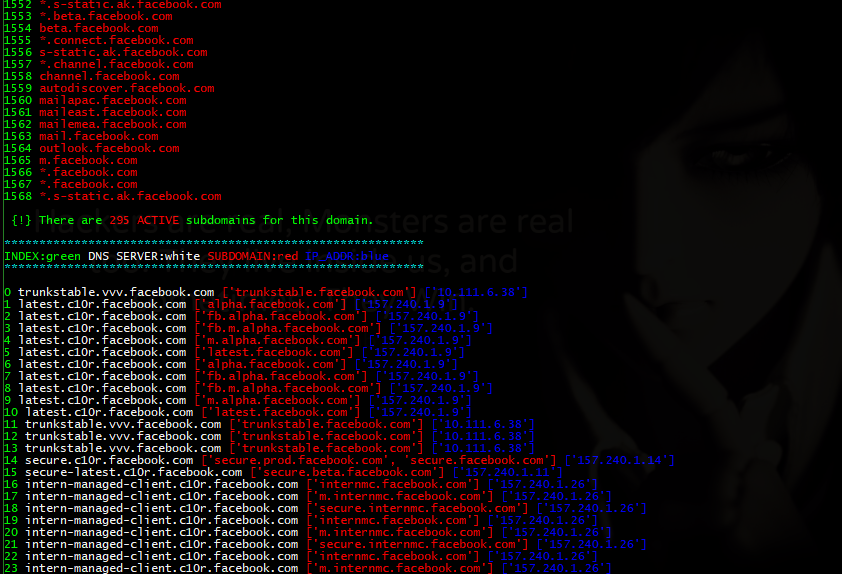 1552 *.s-static.ak.facebook.com
1553 *.beta.facebook.com
1554 beta.facebook.com
1555 *.connect.facebook.com
1556 s-static.ak.facebook.com
1557 *.channel.facebook.com
1558 channel.facebook.com
1559 autodiscover.facebook.com
1560 mailapac.facebook.com
1561 maileast.facebook.com
1562 mailemea.facebook.com
1563 mail.facebook.com
1564 outlook.facebook.com
1565 m.facebook.com
1566 *.facebook.com
1567 *.facebook.com
1568 *.s-static.ak.facebook.com
{!} There are 295 ACTIVE subdomains for this domain.
Hackers are real, Monsters are real
us, and
************************************************************
INDEX:green DNS SERVER:white SUBDOMAIN:red IP_ADDR:blue
************************************************************
0 trunkstable.vvv.facebook.com ['trunkstable.facebook.com'] ['10.111.6.38']
1 latest.c10r.facebook.com ['alpha.facebook.com'] ['157.240.1.9']
2 latest.c10r.facebook.com ['fb.alpha.facebook.com'] ['157.240.1.9']
3 latest.c10r.facebook.com ['fb.m.alpha.facebook.com'] ['157.240.1.9']
4 latest.c10r.facebook.com ['m.alpha.facebook.com'] ['157.240.1.9']
5 latest.c10r.facebook.com ['latest.facebook.com'] ['157.240.1.9']
6 latest.c10r.facebook.com ['alpha.facebook.com'] ['157.240.1.9']
7 latest.c10r.facebook.com ['fb.alpha.facebook.com'] ['157.240.1.9']
8 latest.c10r.facebook.com ['fb.m.alpha.facebook.com'] ['157.240.1.9']
9 latest.c10r.facebook.com ['m.alpha.facebook.com'] ['157.240.1.9']
10 latest.c10r.facebook.com ['latest.facebook.com'] ['157.240.1.9']
11 trunkstable.vvv.facebook.com ['trunkstable.facebook.com'] ['10.111.6.38']
12 trunkstable.vvv.facebook.com ['trunkstable.facebook.com'] ['10.111.6.38']
13 trunkstable.vvv.facebook.com ['trunkstable.facebook.com'] ['10.111.6.38']
14 secure.c10r.facebook.com ['secure.prod.facebook.com', 'secure.facebook.com'] ['157.240.1.14']
15 secure-latest.c10r.facebook.com ['secure.beta.facebook.com'] ['157.240.1.11']
16 intern-managed-client.c10r.facebook.com ['internmc.facebook.com'] ['157.240.1.26']
17 intern-managed-client.c10r.facebook.com ['m.internmc.facebook.com'] ['157.240.1.26']
18 intern-managed-client.c10r.facebook.com ['secure.internmc.facebook.com'] ['157.240.1.26']
19 intern-managed-client.c10r.facebook.com ['internmc.facebook.com'] ['157.240.1.26']
20 intern-managed-client.c10r.facebook.com ['m.internmc.facebook.com'] ['157.240.1.26']
21 intern-managed-client.c10r.facebook.com ['secure.internmc.facebook.com'] ['157.240.1.26']
22 intern-managed-client.c10r.facebook.com ['internmc.facebook.com'] ['157.240.1.26']
23 intern-managed-client.c10r.facebook.com ['m.internmc.facebook.com'] ['157.240.1.26']